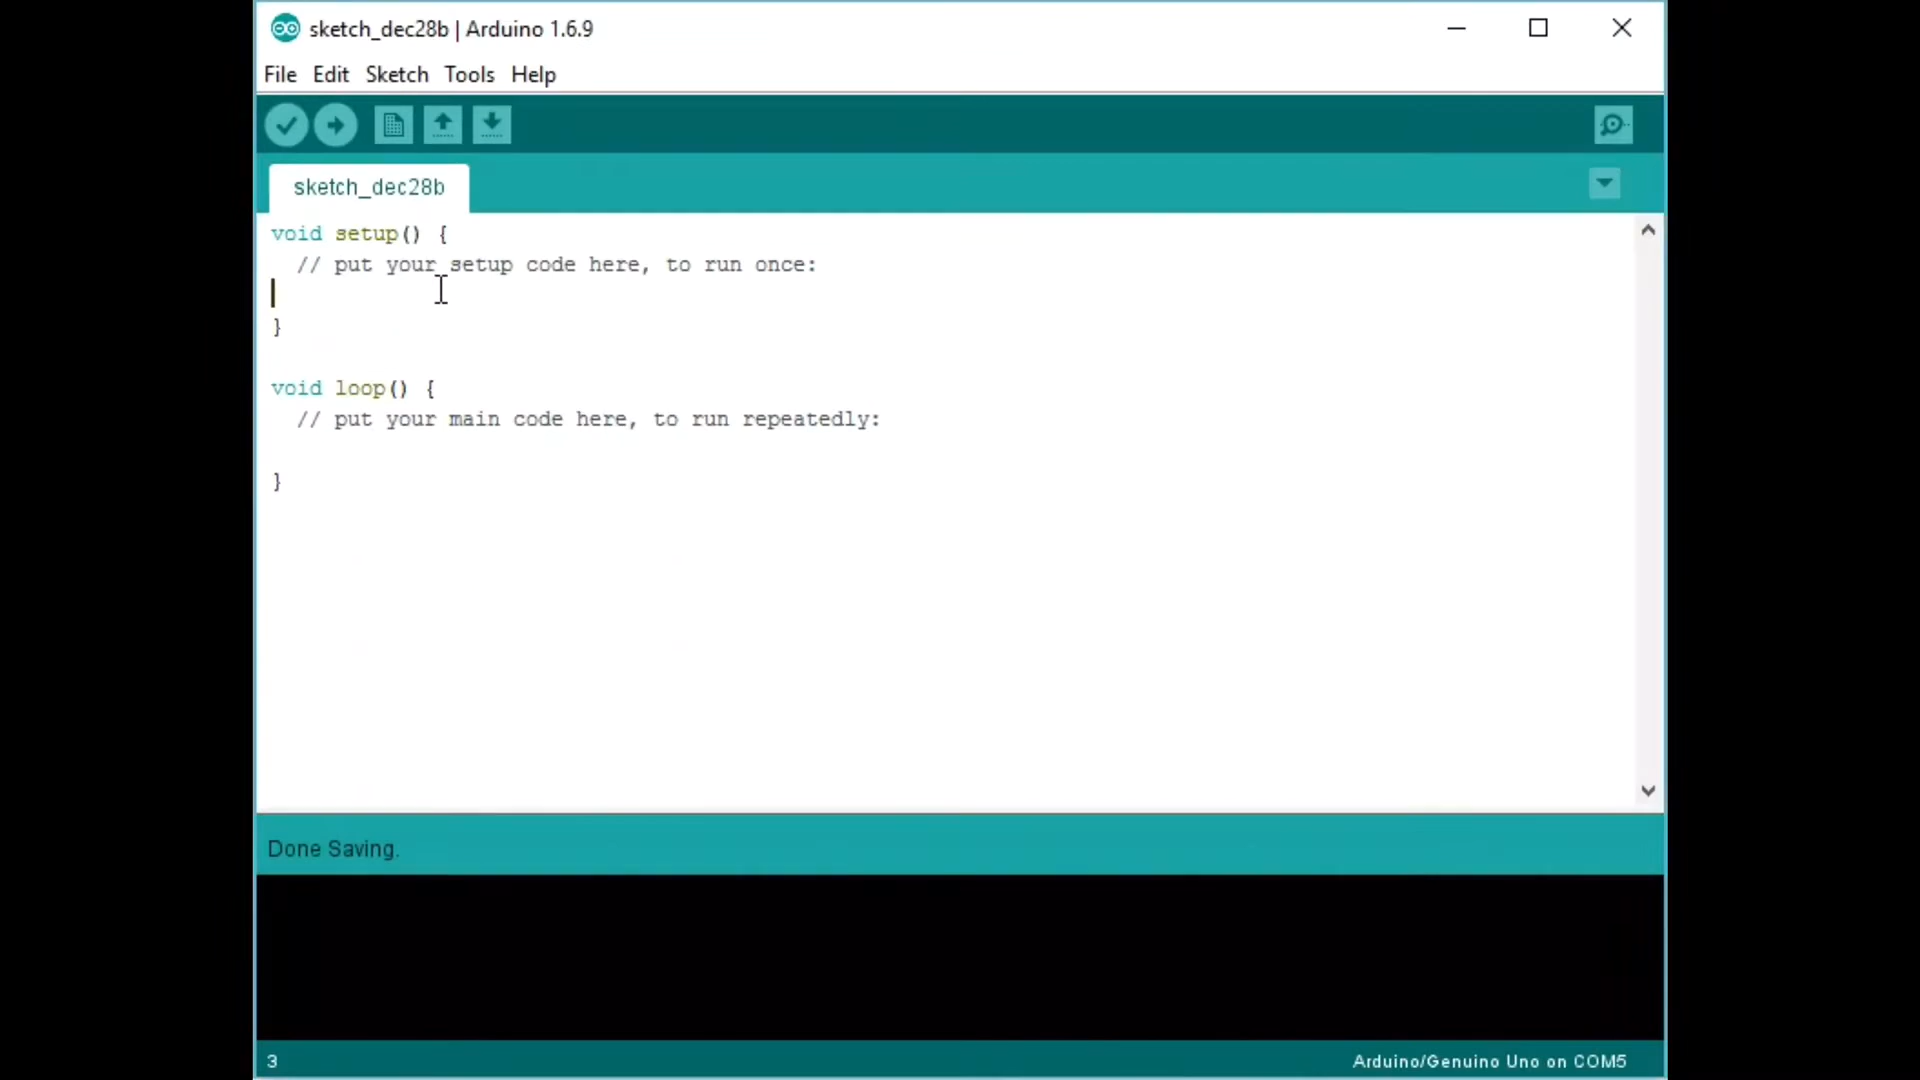 sketch_dec28b | Arduino 1.6.9
File Edit Sketch Tools Help
sketch_dec28b
void setup() {
  // put your setup code here, to run once:
}
void loop() {
  // put your main code here, to run repeatedly:
}
Done Saving.
3 Arduino/Genuino Uno on COM5